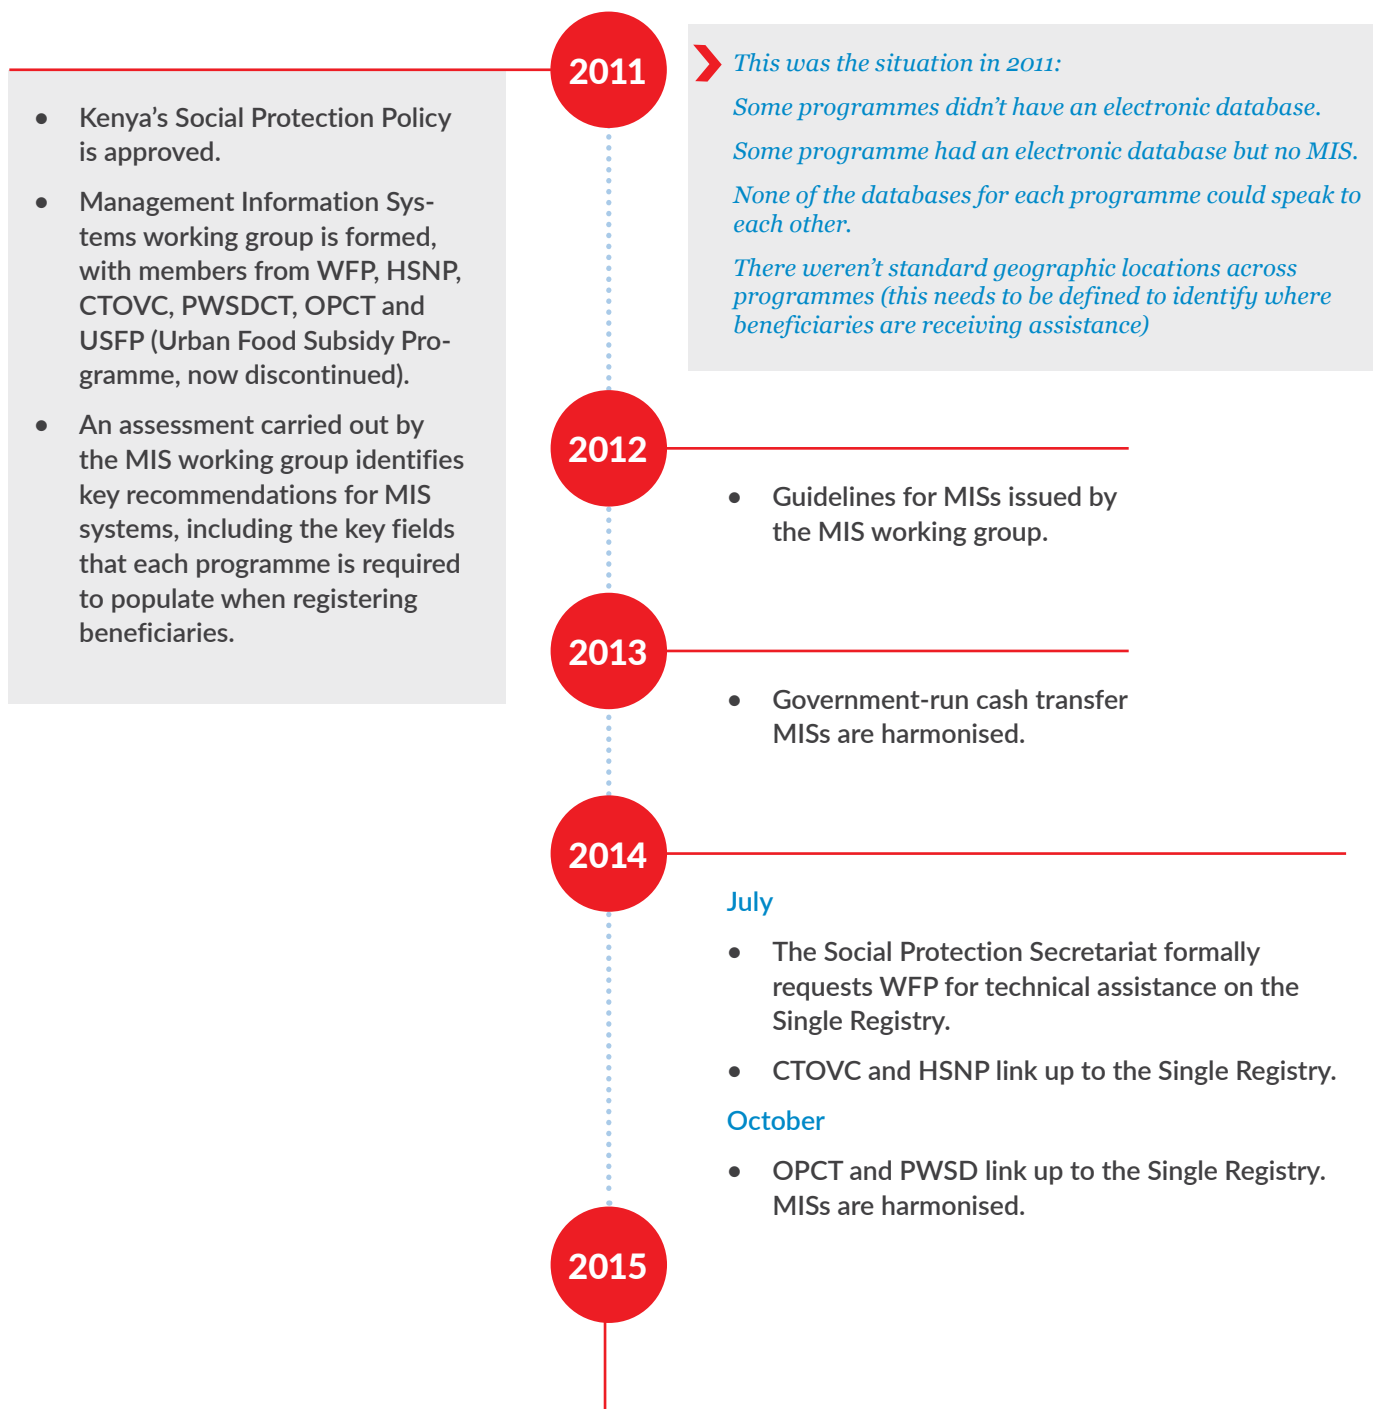 2011
• Kenya’s Social Protection Policy
is approved.
• Management Information Sys-
tems working group is formed,
with members from WFP, HSNP,
CTOVC, PWSDCT, OPCT and
USFP (Urban Food Subsidy Pro-
gramme, now discontinued).
• An assessment carried out by
the MIS working group identifies
key recommendations for MIS
systems, including the key fields
that each programme is required
to populate when registering
beneficiaries.
This was the situation in 2011:
Some programmes didn’t have an electronic database.
Some programme had an electronic database but no MIS.
None of the databases for each programme could speak to
each other.
There weren’t standard geographic locations across
programmes (this needs to be defined to identify where
beneficiaries are receiving assistance)
2012
• Guidelines for MISs issued by
the MIS working group.
2013
• Government-run cash transfer
MISs are harmonised.
2014
July
• The Social Protection Secretariat formally
requests WFP for technical assistance on the
Single Registry.
• CTOVC and HSNP link up to the Single Registry.
October
• OPCT and PWSD link up to the Single Registry.
MISs are harmonised.
2015